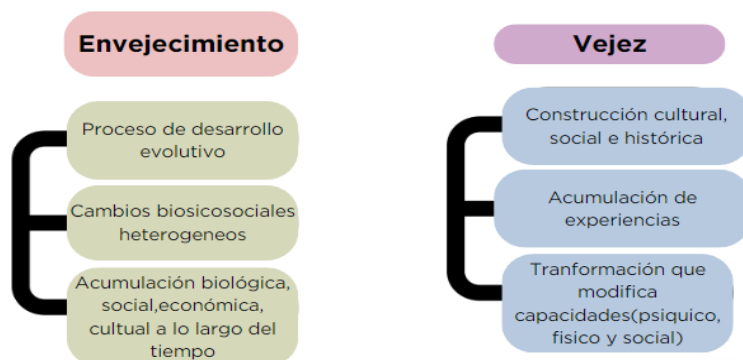 Envejecimiento
Proceso de desarrollo
evolutivo
Cambios biosicosociales
heterogeneos
Acumulación biológica,
social,económica,
cultual a lo largo del
tiempo
Vejez
Construcción cultural,
social e histórica
Acumulación de
experiencias
Tranformación que
modifica
capacidades(psiquico,
fisico y social)